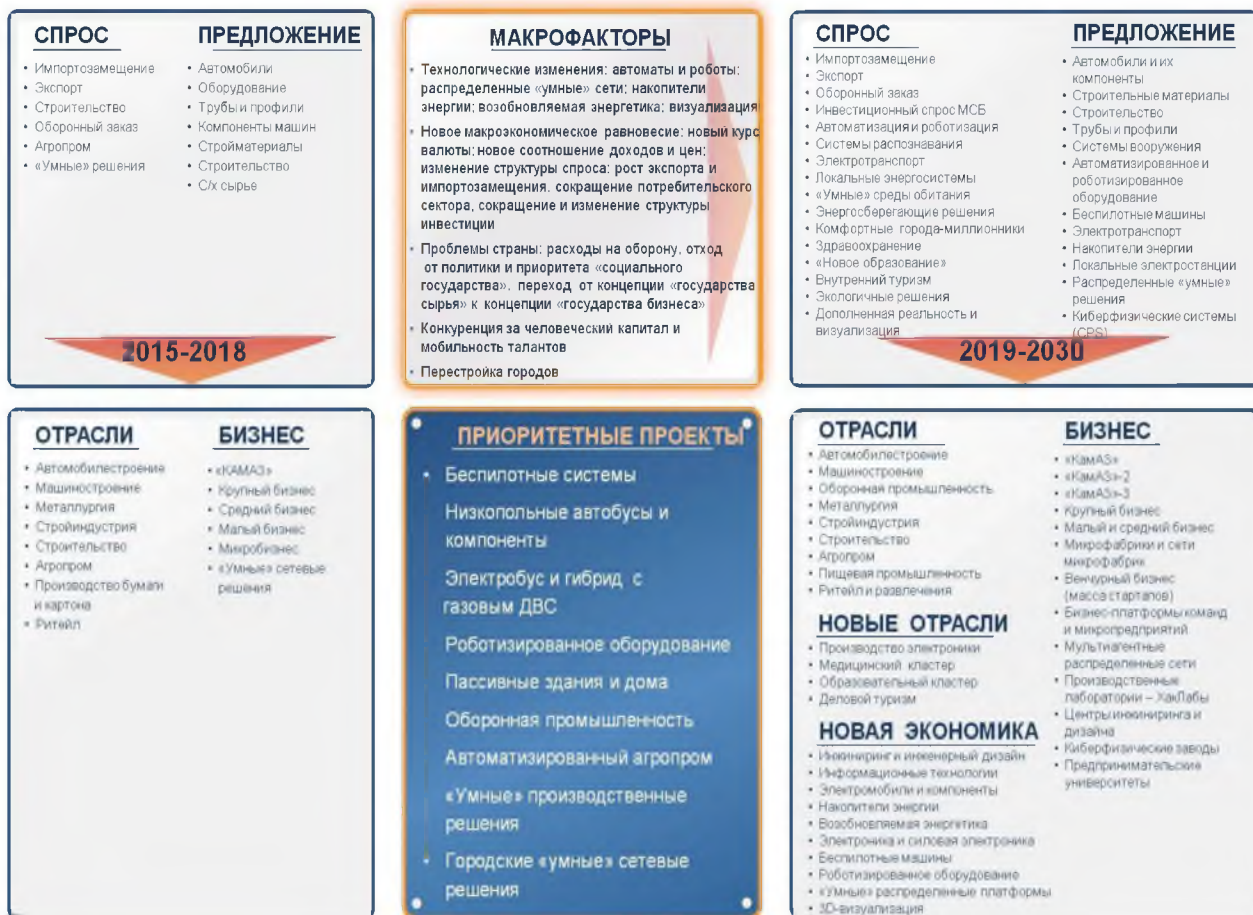 СПРОС
• Импортозамещение
• Экспорт
• Строительство
• Оборонный заказ
• Агропром
• «Умные» решения
ПРЕДЛОЖЕНИЕ
• Автомобили
• Оборудование
• Трубы и профили
• Компоненты машин
• Стройматериалы
• Строительство
• С/х сырье
2015-2018
МАКРОФАКТОРЫ
• Технологические изменения: автоматы и роботы;
распределенные «умные» сети; накопители
энергии; возобновляемая энергетика; визуализация
• Новое макроэкономическое равновесие: новый курс
валюты; новое соотношение доходов и цен;
изменение структуры спроса: рост экспорта и
импортозамещения, сокращение потребительского
сектора, сокращение и изменение структуры
инвестиции
• Проблемы страны: расходы на оборону, отход
от политики и приоритета «социального
государства», переход от концепции «государства
сырья» к концепции «государства бизнеса»
• Конкуренция за человеческий капитал и
мобильность талантов
• Перестройка городов
СПРОС
• Импортозамещение
• Экспорт
• Оборонный заказ
• Инвестиционный спрос МСБ
• Автоматизация и роботизация
• Системы распознавания
• Электротранспорт
• Локальные энергосистемы
• «Умные» среды обитания
• Энергосберегающие решения
• Комфортные города-миллионники
• Здравоохранение
• «Новое образование»
• Внутренний туризм
• Экологичные решения
• Дополненная реальность и
визуализация
ПРЕДЛОЖЕНИЕ
• Автомобили и их
компоненты
• Строительные материалы
• Строительство
• Трубы и профили
• Системы вооружения
• Автоматизированное и
роботизированное
оборудование
• Беспилотные машины
• Электротранспорт
• Накопители энергии
• Локальные электростанции
• Распределенные «умные»
решения
• Киберфизические системы
(CPS)
2019-2030
ОТРАСЛИ
• Автомобилестроение
• Машиностроение
• Металлургия
• Стройиндустрия
• Строительство
• Агропром
• Производство бумаги
и картона
• Ритейл
БИЗНЕС
• «КАМАЗ»
• Крупный бизнес
• Средний бизнес
• Малый бизнес
• Микробизнес
• «Умные» сетевые
решения
ПРИОРИТЕТНЫЕ ПРОЕКТЫ
• Беспилотные системы
Низкопольные автобусы и
компоненты
Электробус и гибрид с
газовым ДВС
Роботизированное оборудование
Пассивные здания и дома
Оборонная промышленность
Автоматизированный агропром
«Умные» производственные
решения
• Городские «умные» сетевые
решения
ОТРАСЛИ
• Автомобилестроение
• Машиностроение
• Оборонная промышленность
• Металлургия
• Стройиндустрия
• Строительство
• Агропром
• Пищевая промышленность
• Ритейл и развлечения
НОВЫЕ ОТРАСЛИ
• Производство электроники
• Медицинский кластер
• Образовательный кластер
• Деловой туризм
НОВАЯ ЭКОНОМИКА
• Инжиниринг и инженерный дизайн
• Информационные технологии
• Электромобили и компоненты
• Накопители энергии
• Возобновляемая энергетика
• Электроника и силовая электроника
• Беспилотные машины
• Роботизированное оборудование
• «Умные» распределенные платформы
• 3D-визуализация
БИЗНЕС
• «КамАЗ»
• «КамАЗ»-2
• «КамАЗ»-3
• Крупный бизнес
• Малый и средний бизнес
• Микрофабрики и сети
микрофабрик
• Венчурный бизнес
(масса стартапов)
• Бизнес-платформы команд
и микропредприятий
• Мультиагентные
распределенные сети
• Производственные
лаборатории – ХакЛабы
• Центры инжиниринга и
дизайна
• Киберфизические заводы
• Предпринимательские
университеты